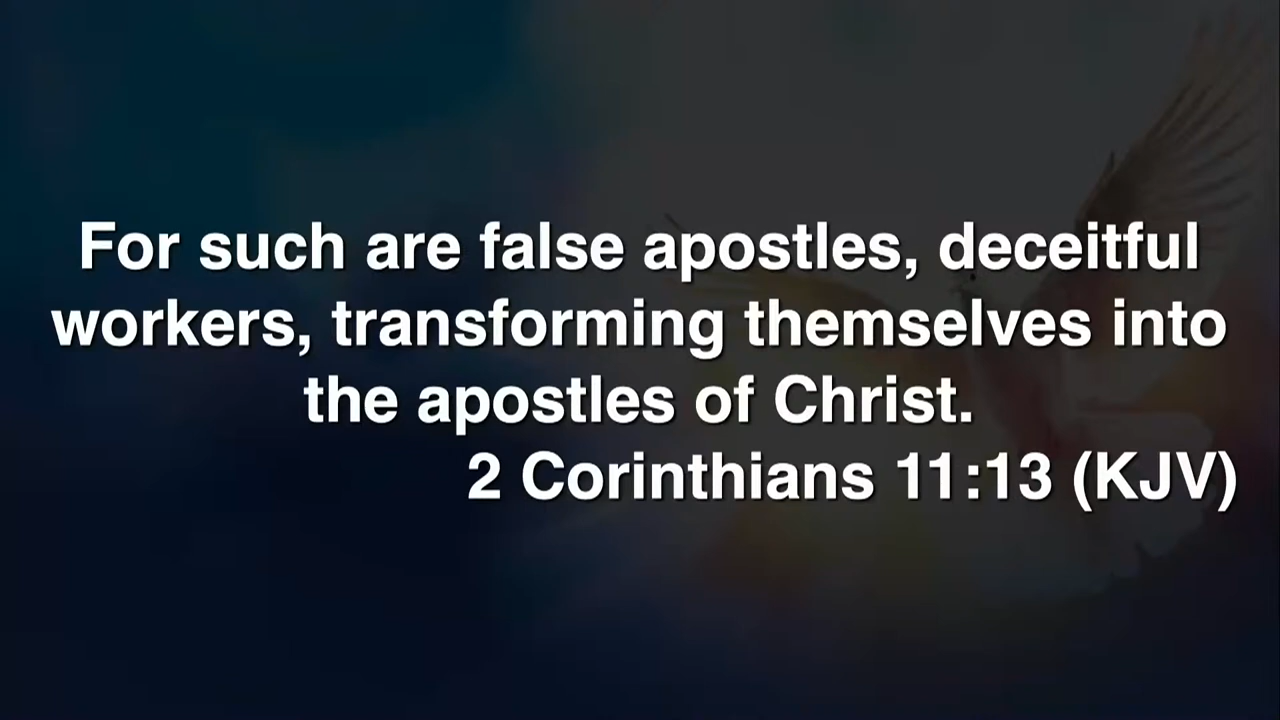 For such are false apostles, deceitful
workers, transforming themselves into
the apostles of Christ.
2 Corinthians 11:13 (KJV)